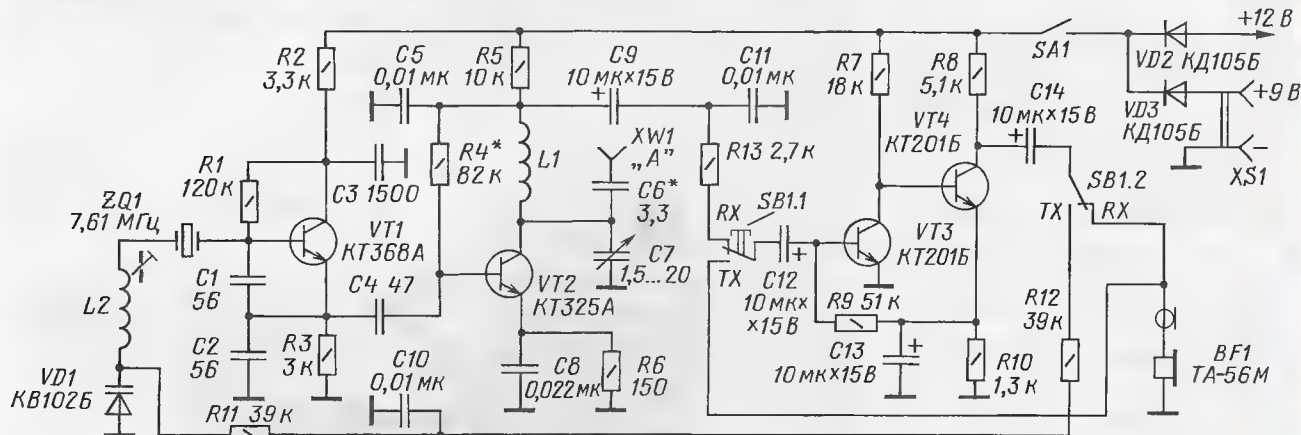 R2
3,3 к
C5
0,01 мк
R5
10 к
C9
10 мк×15 В
+
C11
0,01 мк
R7
18 к
R8
5,1 к
SA1
+12 В
VD2 КД105Б
VT4
C14
10 мк×15 В
+
VD3
КД105Б
+9 В
−
XS1
R1
120 к
C3 1500
R4*
82 к
L1
XW1
„А"
C6*
3,3
R13 2,7 к
ZQ1
7,61 МГц
VT1
КТ368А
C7
1,5...20
RX
SB1.1
TX
VT3
КТ201Б
SB1.2
TX
RX
L2
C1
56
C4 47
VT2
КТ325А
C12
10 мк×
×15 В
+
R9 51 к
R12
39 к
C2
56
R3
3 к
C10
0,01 мк
C8
0,022 мк
R6
150
C13
10 мк×15 В
+
R10
1,3 к
BF1
ТА-56М
VD1
КВ102Б
R11 39 к